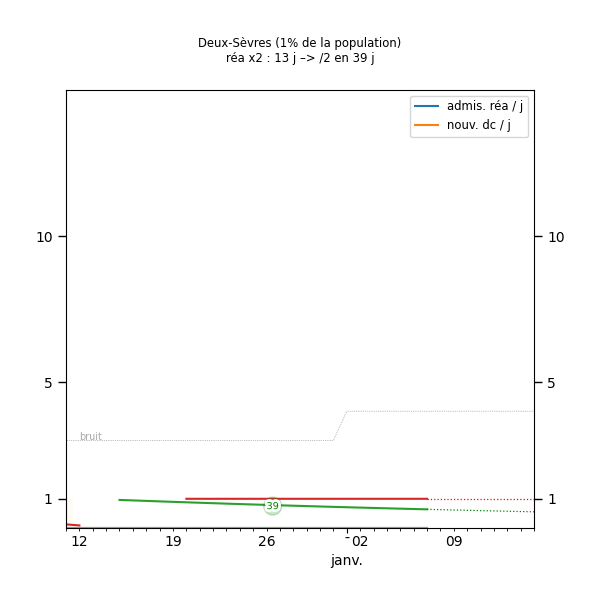 Deux-Sèvres (1% de la population)
réa x2 : 13 j –> /2 en 39 j
admis. réa / j
nouv. dc / j
10
10
5
5
bruit
1
1
39
12
19
26
02
09
janv.